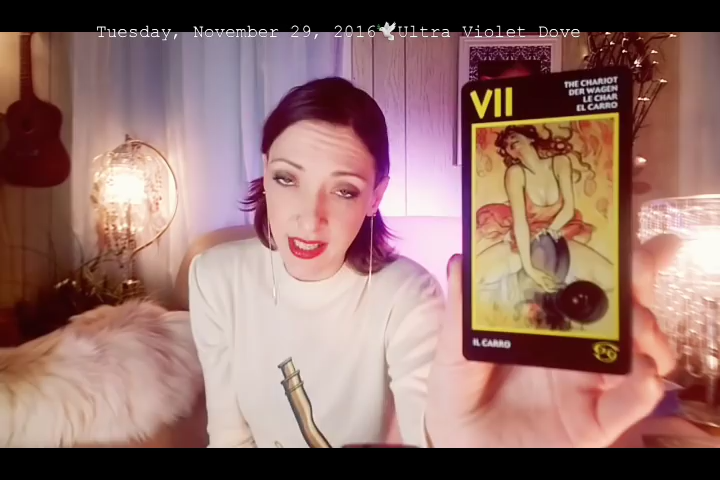 Tuesday, November 29, 2016🕊Ultra Violet Dove
VII
THE CHARIOT
DER WAGEN
LE CHAR
EL CARRO
IL CARRO